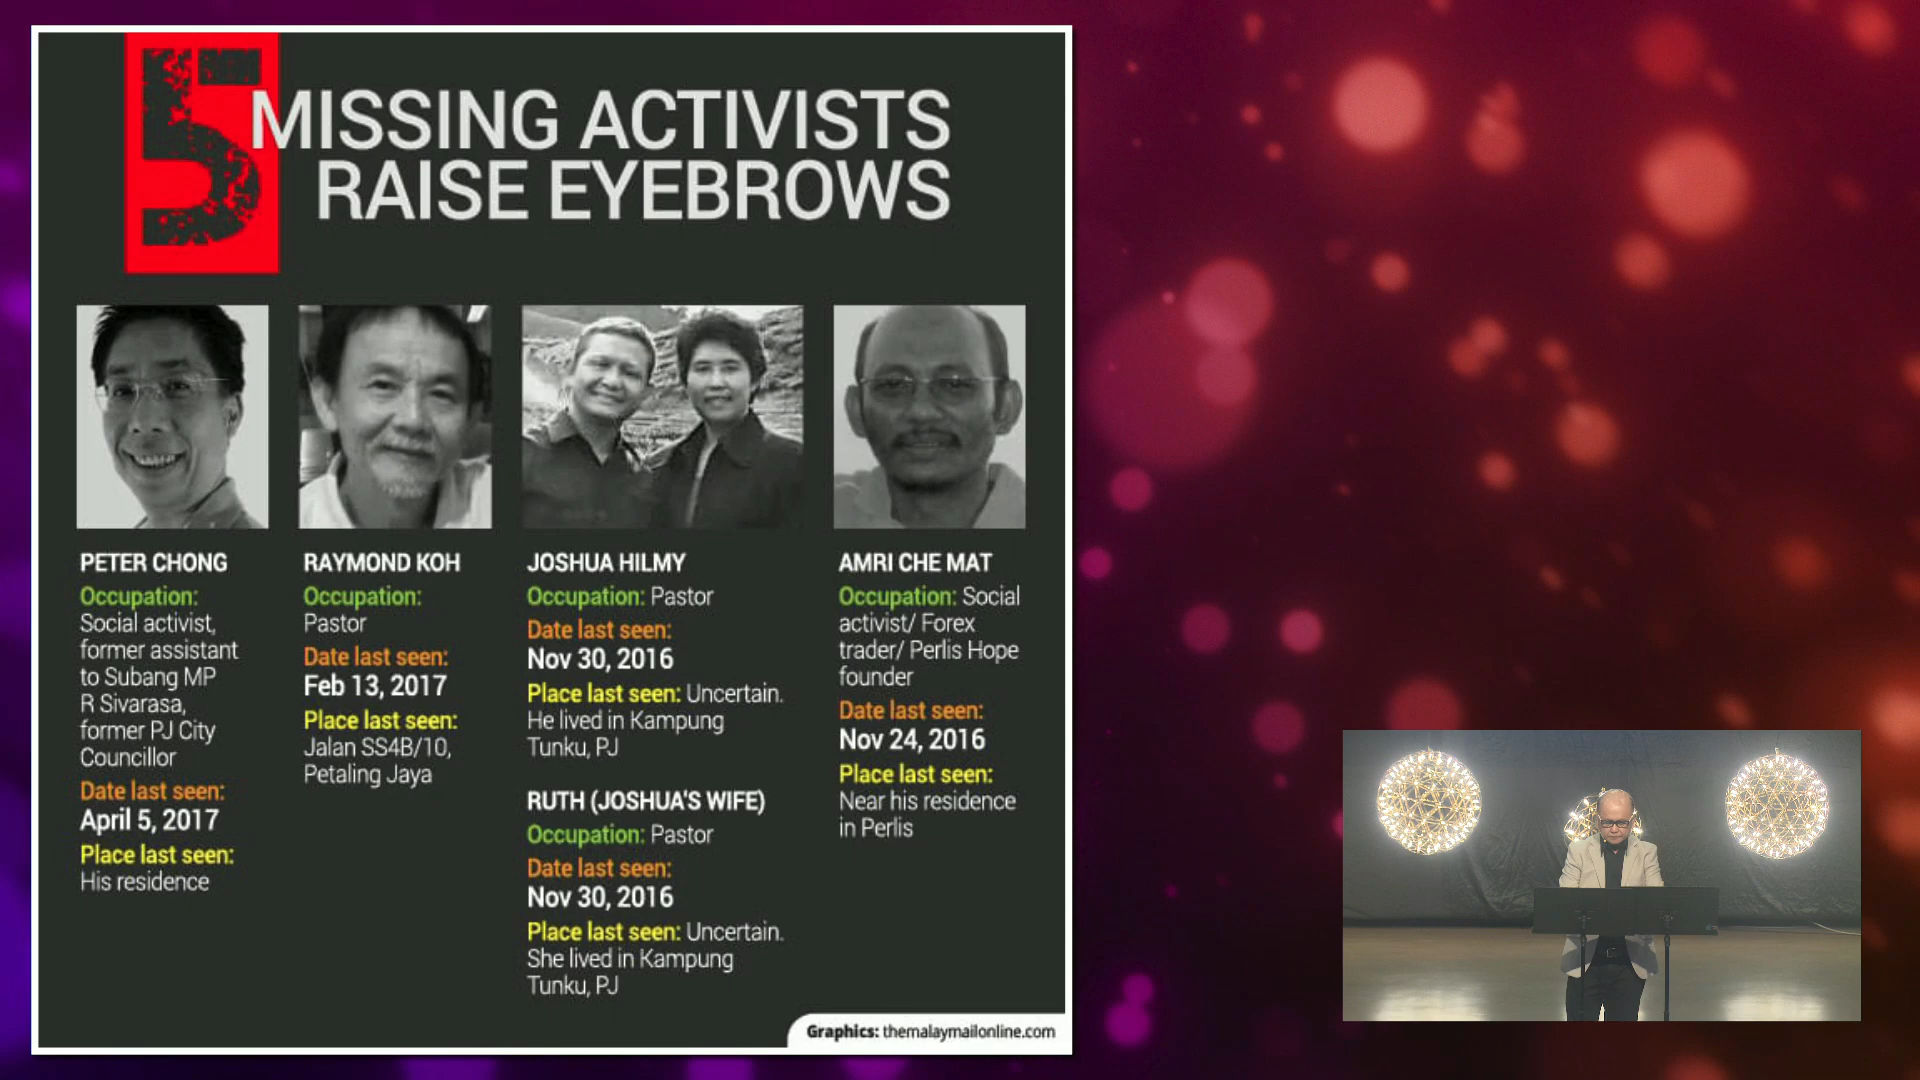 5 MISSING ACTIVISTS
RAISE EYEBROWS
PETER CHONG
Occupation:
Social activist,
former assistant
to Subang MP
R Sivarasa,
former PJ City
Councillor
Date last seen:
April 5, 2017
Place last seen:
His residence
RAYMOND KOH
Occupation:
Pastor
Date last seen:
Feb 13, 2017
Place last seen:
Jalan SS4B/10,
Petaling Jaya
JOSHUA HILMY
Occupation: Pastor
Date last seen:
Nov 30, 2016
Place last seen: Uncertain.
He lived in Kampung
Tunku, PJ
RUTH (JOSHUA'S WIFE)
Occupation: Pastor
Date last seen:
Nov 30, 2016
Place last seen: Uncertain.
She lived in Kampung
Tunku, PJ
AMRI CHE MAT
Occupation: Social
activist/ Forex
trader/ Perlis Hope
founder
Date last seen:
Nov 24, 2016
Place last seen:
Near his residence
in Perlis
Graphics: themalaymailonline.com